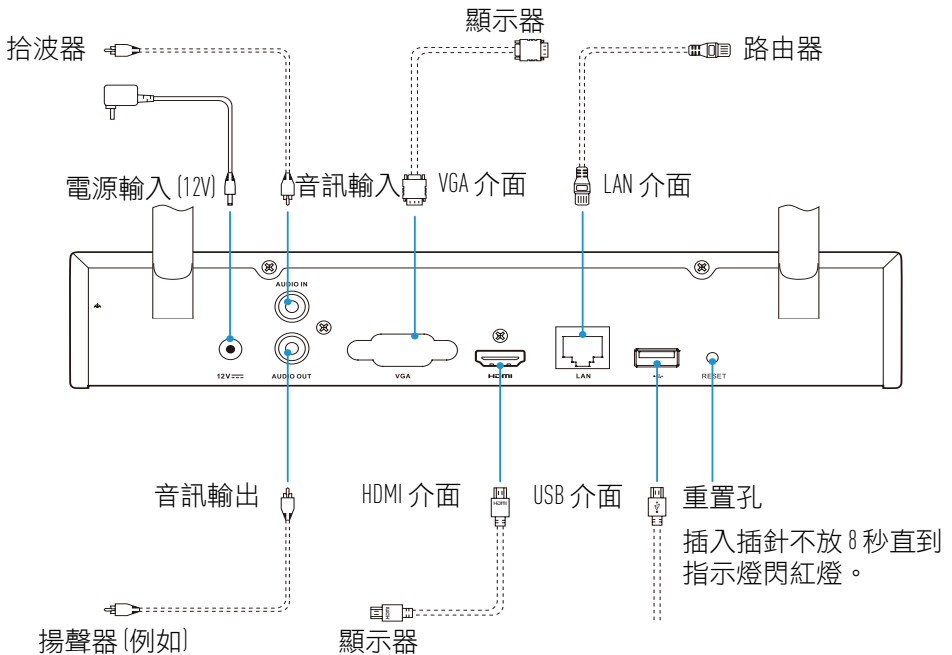 顯示器
拾波器
路由器
電源輸入 (12V)
音訊輸入
VGA 介面
LAN 介面
AUDIO IN
12V
AUDIO OUT
VGA
HDMI
LAN
RESET
音訊輸出
HDMI 介面
USB 介面
重置孔
HDMI
插入插針不放 8 秒直到
指示燈閃紅燈。
HDMI
揚聲器 (例如)
顯示器